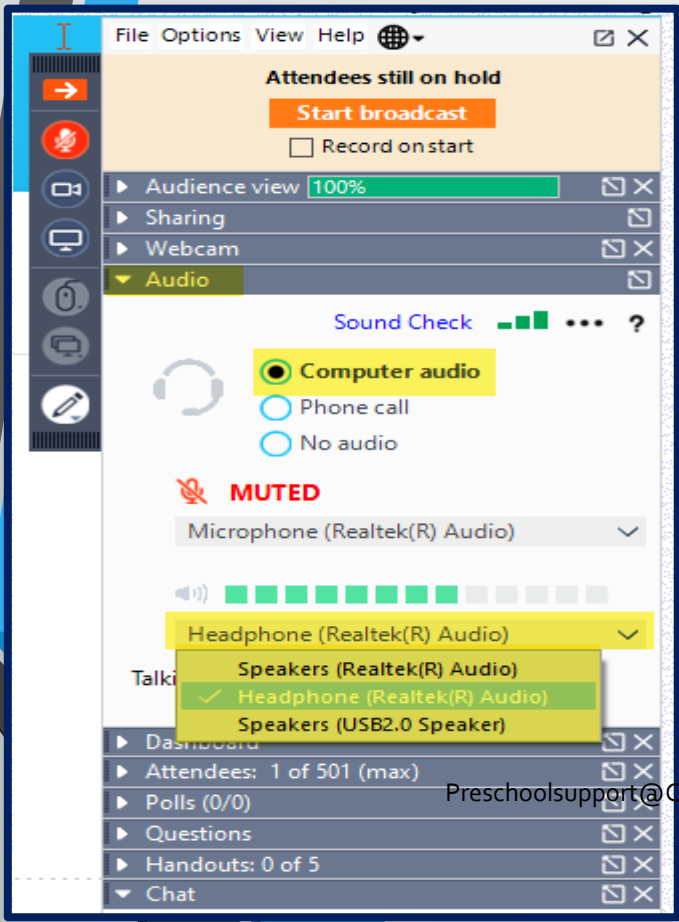 File Options View Help
Attendees still on hold
Start broadcast
Record on start
Audience view 100%
Sharing
Webcam
Audio
Sound Check ?
Computer audio
Phone call
No audio
MUTED
Microphone (Realtek(R) Audio)
Headphone (Realtek(R) Audio)
Speakers (Realtek(R) Audio)
Talki
Headphone (Realtek(R) Audio)
Speakers (USB2.0 Speaker)
Dashboard
Attendees: 1 of 501 (max)
Preschoolsupport@
Polls (0/0)
Questions
Handouts: 0 of 5
Chat